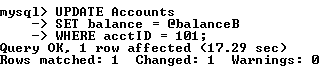 mysql> UPDATE Accounts
    -> SET balance = @balanceB
    -> WHERE acctID = 101;
Query OK, 1 row affected (17.29 sec)
Rows matched: 1  Changed: 1  Warnings: 0